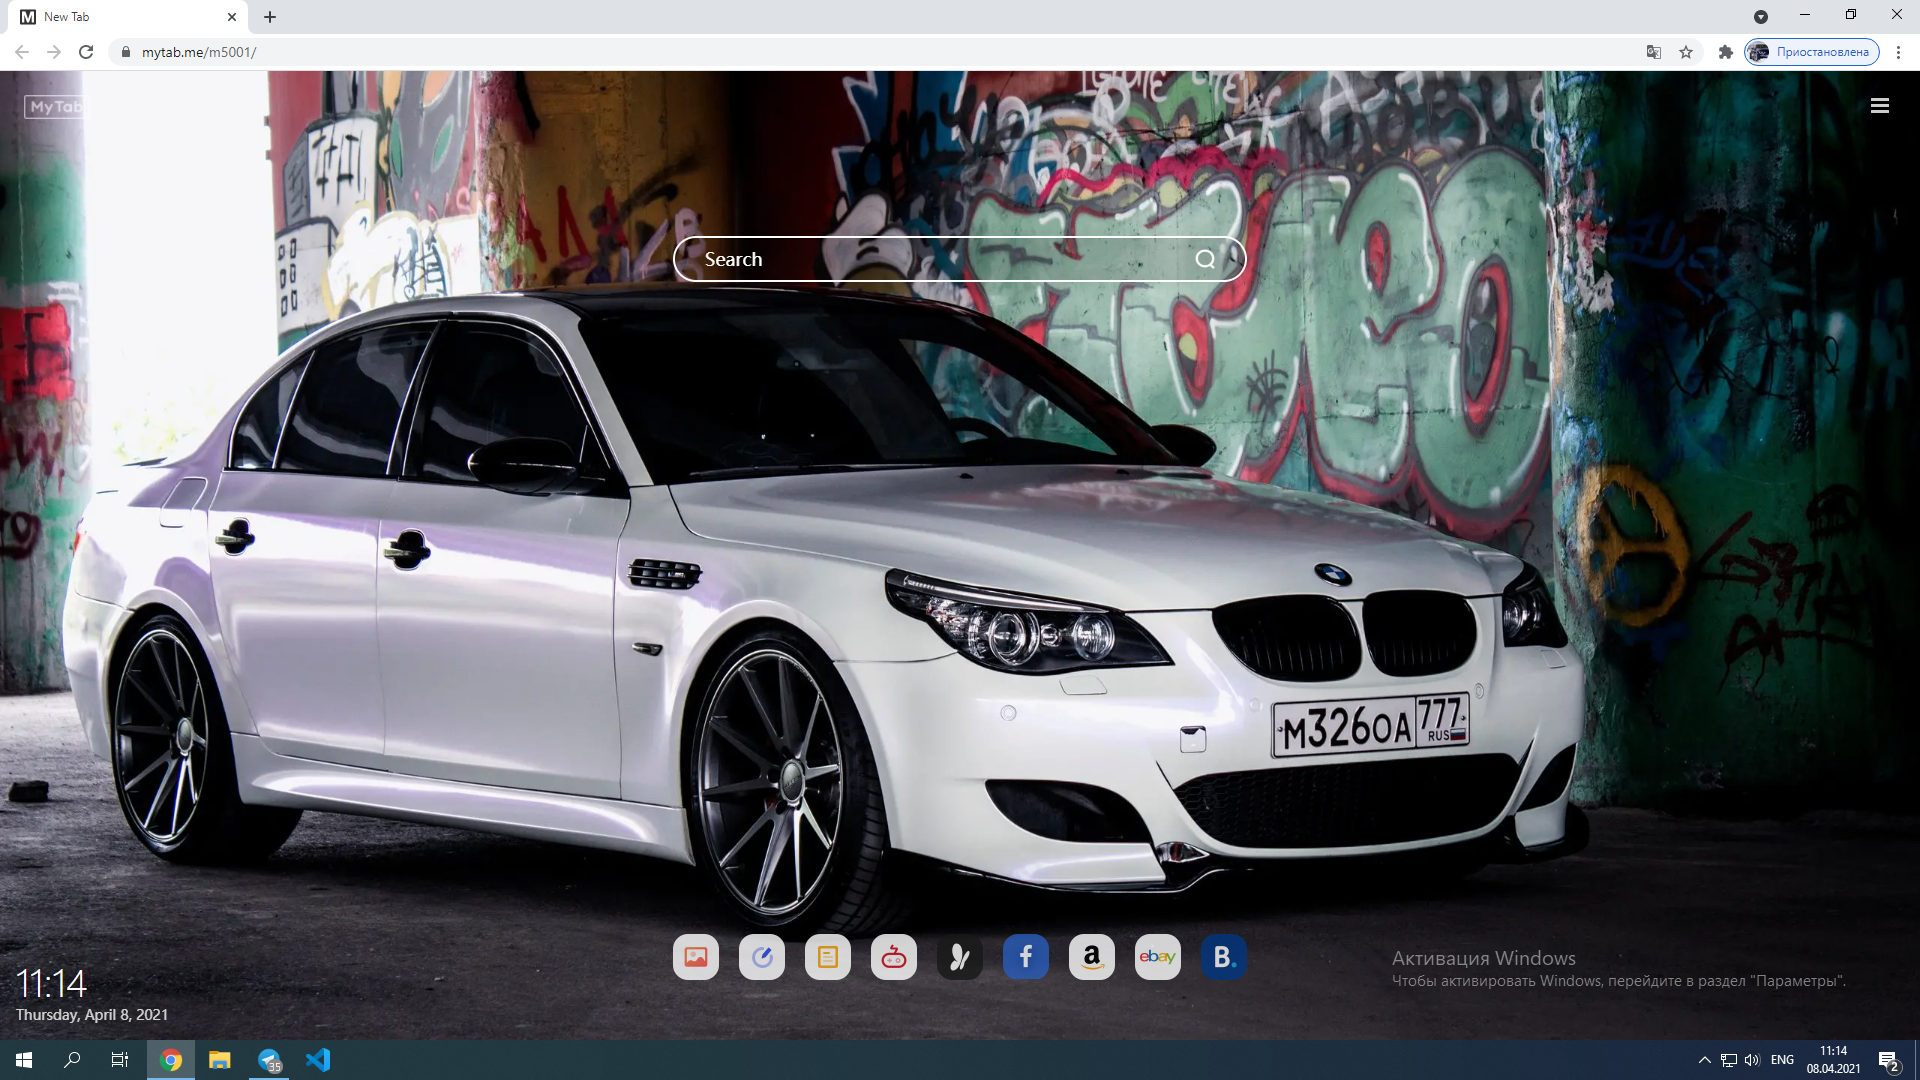 New Tab
mytab.me/m5001/
Приостановлена
MyTab
Search
М326ОА 777
RUS
ebay
B.
11:14
Thursday, April 8, 2021
Активация Windows
Чтобы активировать Windows, перейдите в раздел "Параметры".
35
ENG
11:14
08.04.2021
2